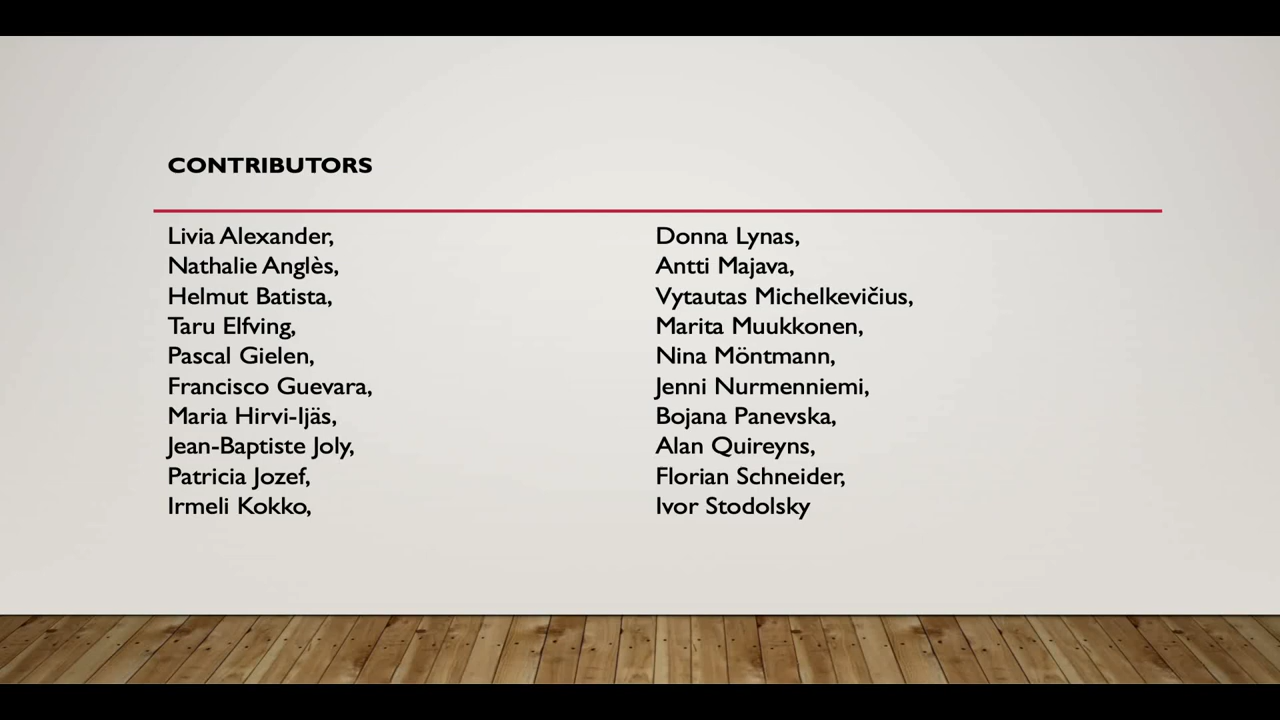 CONTRIBUTORS
Livia Alexander,
Nathalie Anglès,
Helmut Batista,
Taru Elfving,
Pascal Gielen,
Francisco Guevara,
Maria Hirvi-Ijäs,
Jean-Baptiste Joly,
Patricia Jozef,
Irmeli Kokko,
Donna Lynas,
Antti Majava,
Vytautas Michelkevičius,
Marita Muukkonen,
Nina Möntmann,
Jenni Nurmenniemi,
Bojana Panevska,
Alan Quireyns,
Florian Schneider,
Ivor Stodolsky